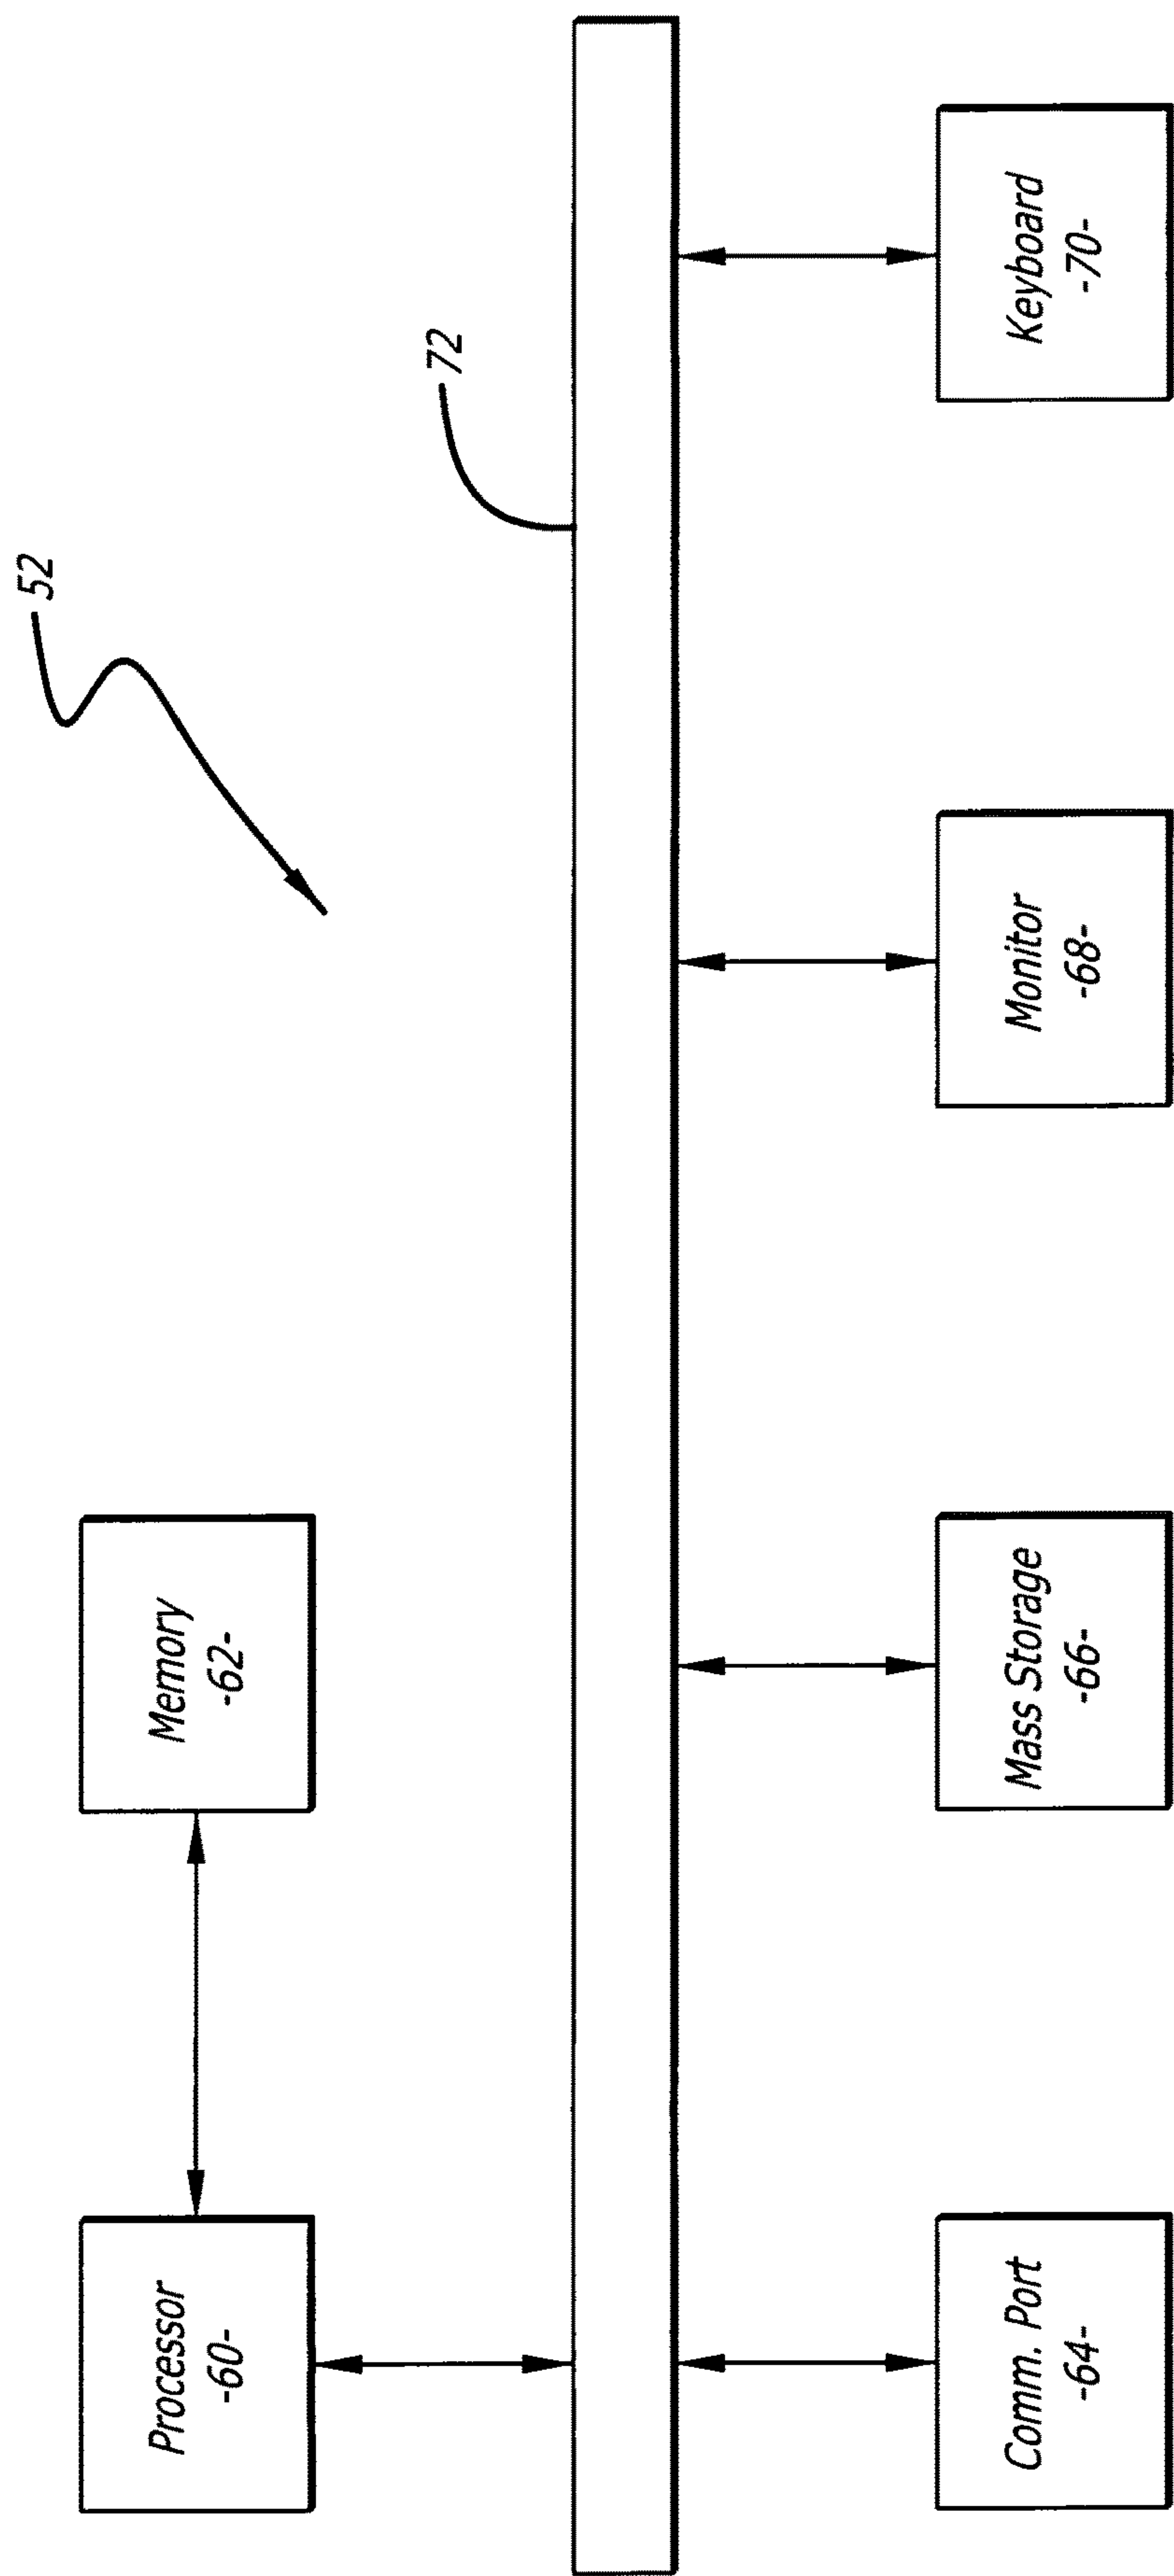 52
72
Processor
-60-
Memory
-62-
Comm. Port
-64-
Mass Storage
-66-
Monitor
-68-
Keyboard
-70-